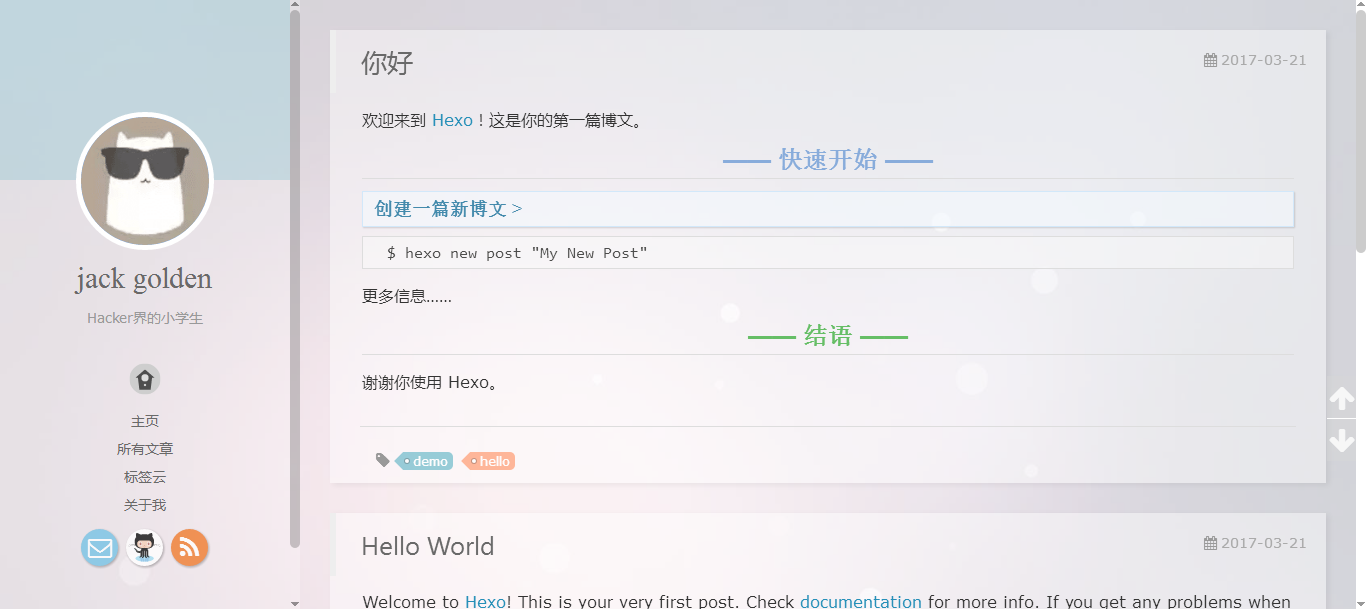 jack golden
Hacker界的小学生
主页
所有文章
标签云
关于我
你好
2017-03-21
欢迎来到 Hexo！这是你的第一篇博文。
快速开始
创建一篇新博文 >
$ hexo new post "My New Post"
更多信息……
结语
谢谢你使用 Hexo。
demo
hello
Hello World
2017-03-21
Welcome to Hexo! This is your very first post. Check documentation for more info. If you get any problems when